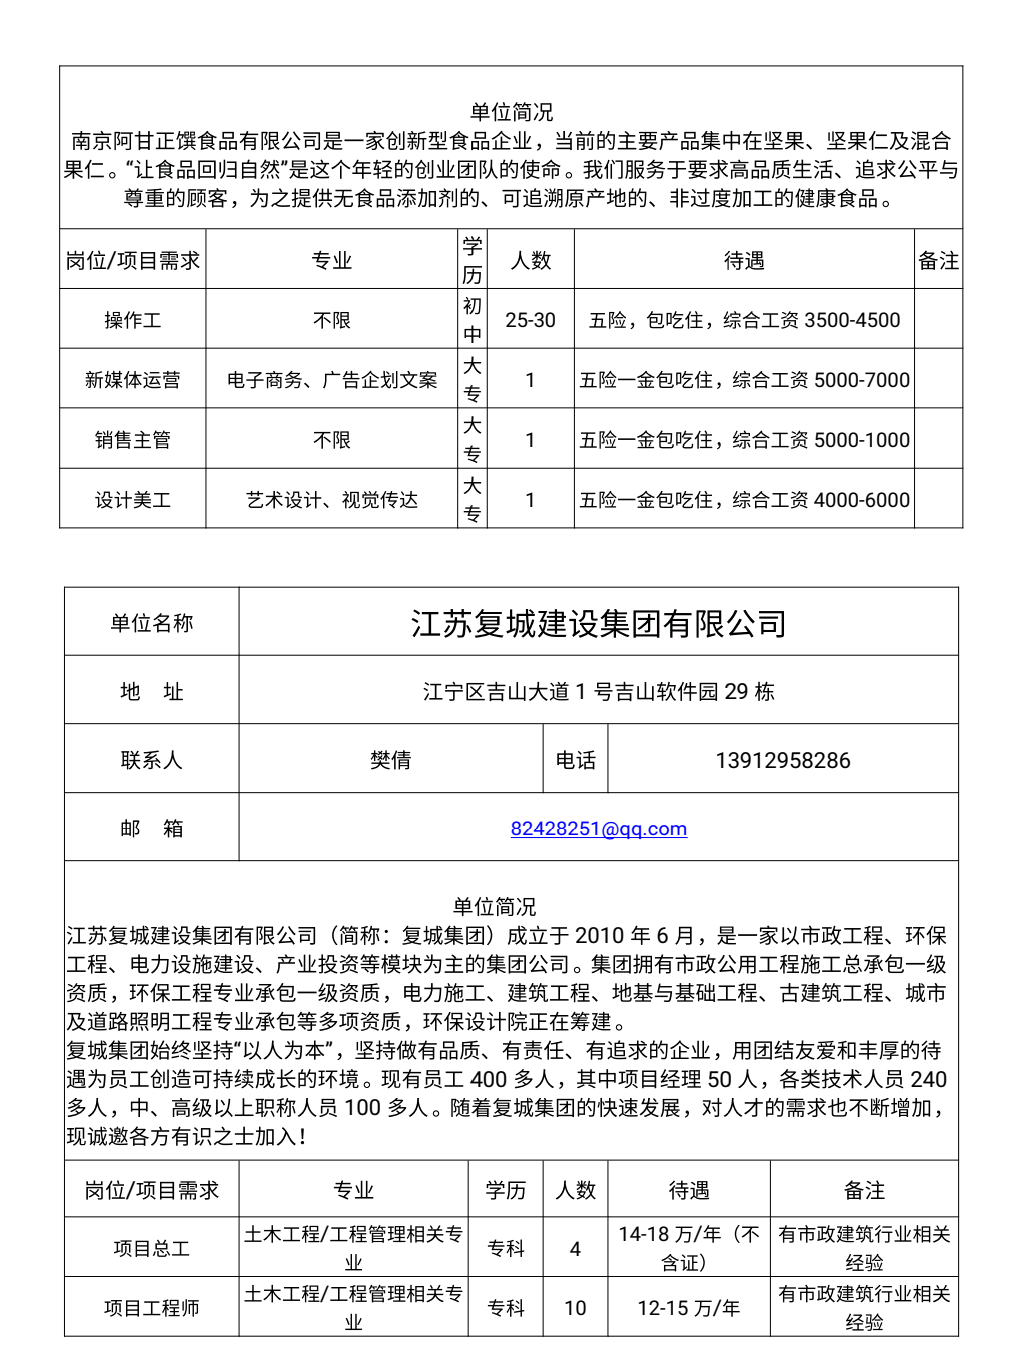 单位简况
南京阿甘正馔食品有限公司是一家创新型食品企业，当前的主要产品集中在坚果、坚果仁及混合
果仁。“让食品回归自然”是这个年轻的创业团队的使命。我们服务于要求高品质生活、追求公平与
尊重的顾客，为之提供无食品添加剂的、可追溯原产地的、非过度加工的健康食品。
岗位/项目需求 专业 学历 人数 待遇 备注
操作工 不限 初中 25-30 五险，包吃住，综合工资 3500-4500
新媒体运营 电子商务、广告企划文案 大专 1 五险一金包吃住，综合工资 5000-7000
销售主管 不限 大专 1 五险一金包吃住，综合工资 5000-1000
设计美工 艺术设计、视觉传达 大专 1 五险一金包吃住，综合工资 4000-6000
单位名称 江苏复城建设集团有限公司
地 址 江宁区吉山大道 1 号吉山软件园 29 栋
联系人 樊倩 电话 13912958286
邮 箱 82428251@qq.com
单位简况
江苏复城建设集团有限公司（简称：复城集团）成立于 2010 年 6 月，是一家以市政工程、环保
工程、电力设施建设、产业投资等模块为主的集团公司。集团拥有市政公用工程施工总承包一级
资质，环保工程专业承包一级资质，电力施工、建筑工程、地基与基础工程、古建筑工程、城市
及道路照明工程专业承包等多项资质，环保设计院正在筹建。
复城集团始终坚持“以人为本”，坚持做有品质、有责任、有追求的企业，用团结友爱和丰厚的待
遇为员工创造可持续成长的环境。现有员工 400 多人，其中项目经理 50 人，各类技术人员 240
多人，中、高级以上职称人员 100 多人。随着复城集团的快速发展，对人才的需求也不断增加，
现诚邀各方有识之士加入！
岗位/项目需求 专业 学历 人数 待遇 备注
项目总工 土木工程/工程管理相关专业 专科 4 14-18 万/年（不含证） 有市政建筑行业相关经验
项目工程师 土木工程/工程管理相关专业 专科 10 12-15 万/年 有市政建筑行业相关经验